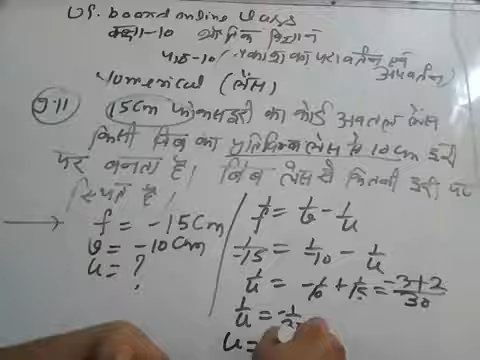 U.P. board online class
कक्षा-10 भौतिक विज्ञान
पाठ-10 (प्रकाश का परावर्तन एवं अपवर्तन)
Numerical (लेंस)
15cm फोकस दूरी का कोई अवतल लेंस
किसी बिंब का प्रतिबिम्ब लेंस से 10cm दूरी
पर बनाता है। बिंब लेंस से कितनी दूरी पर
स्थित है।
f = -15cm
v = -10cm
u = ?
1/f = 1/v - 1/u
1/-15 = 1/-10 - 1/u
1/u = -1/10 + 1/15 = -3+2/30
1/u = -1/
u =